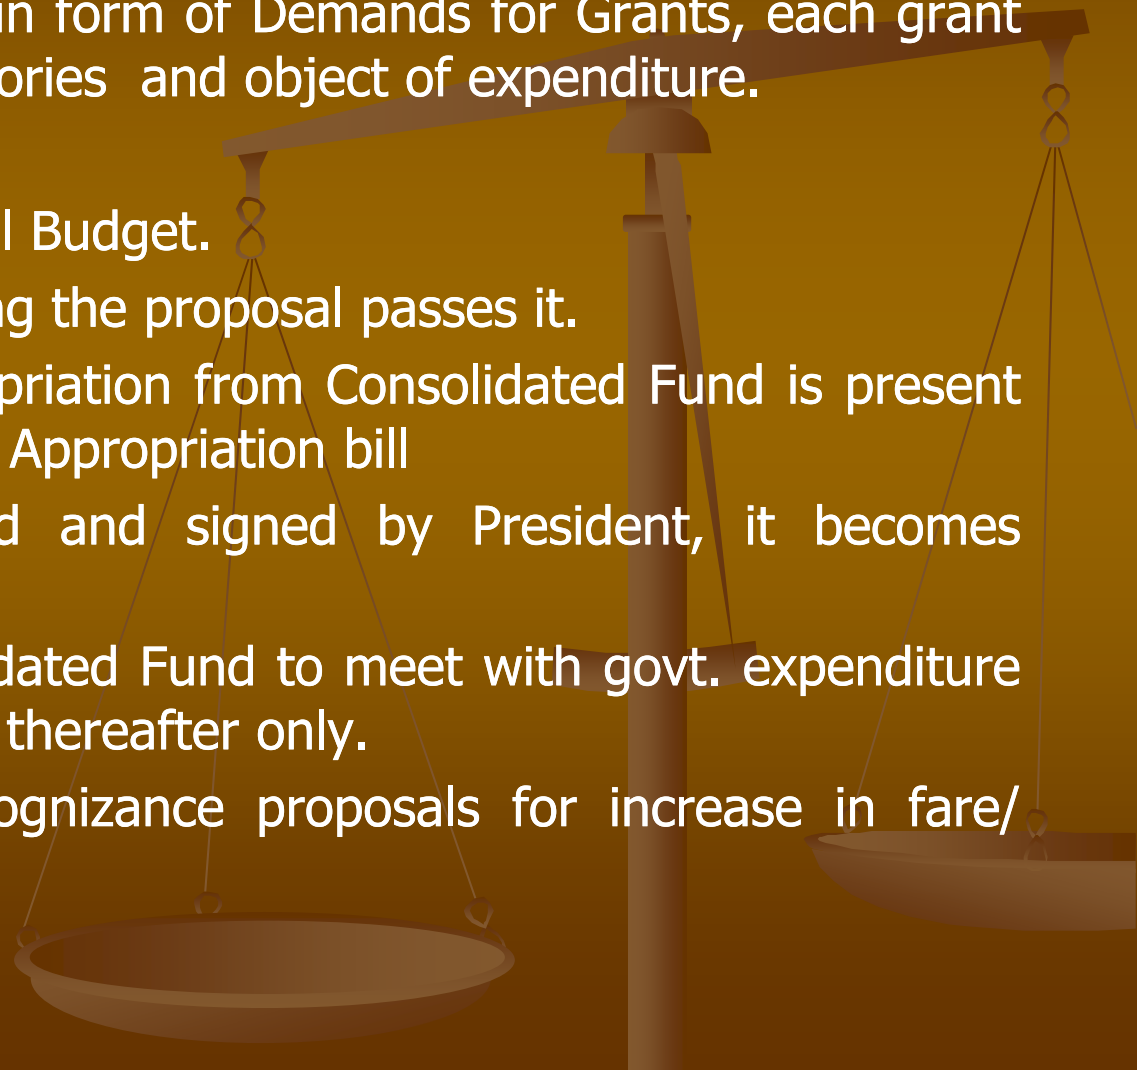 in form of Demands for Grants, each grant
ories and object of expenditure.
l Budget.
ng the proposal passes it.
priation from Consolidated Fund is present
Appropriation bill
d and signed by President, it becomes
dated Fund to meet with govt. expenditure
thereafter only.
ognizance proposals for increase in fare/